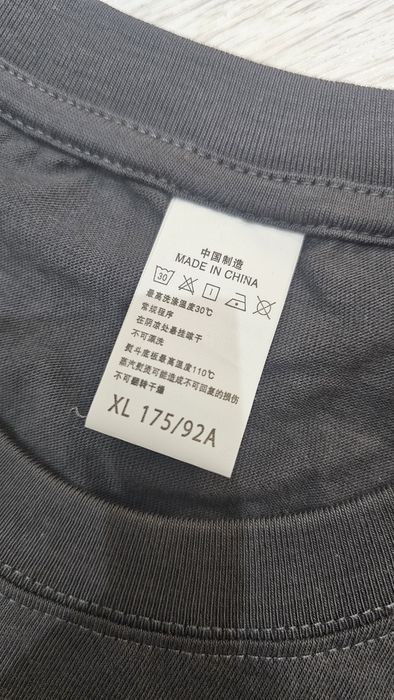 中国制造
MADE IN CHINA
30
最高洗涤温度30℃
常规程序
在阴凉处悬挂晾干
不可漂洗
熨斗底板最高温度110℃
蒸汽熨烫可能造成不可回复的损伤
不可翻转干燥
XL 175/92A